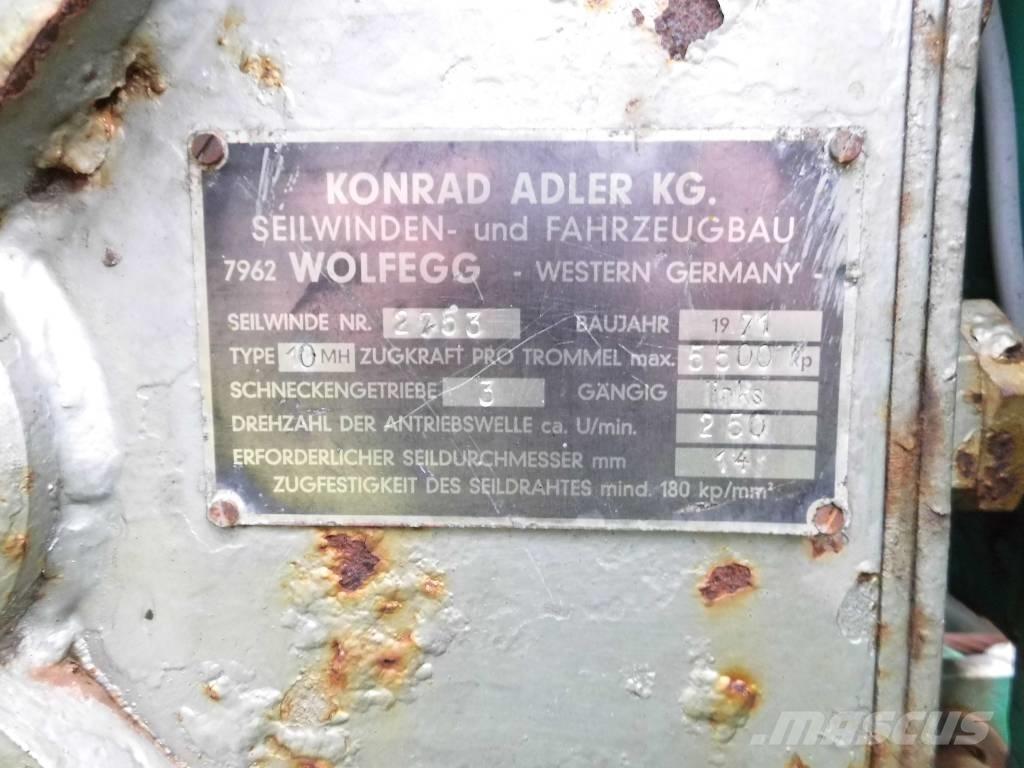 KONRAD ADLER KG.
SEILWINDEN- und FAHRZEUGBAU
7962 WOLFEGG - WESTERN GERMANY -
SEILWINDE NR. 2253 BAUJAHR 1971
TYPE 10 MH ZUGKRAFT PRO TROMMEL max. 5500 kp
SCHNECKENGETRIEBE 3 GÄNGIG links
DREHZAHL DER ANTRIEBSWELLE ca. U/min. 250
ERFORDERLICHER SEILDURCHMESSER mm 14
ZUGFESTIGKEIT DES SEILDRAHTES mind. 180 kp/mm²
MASCUS